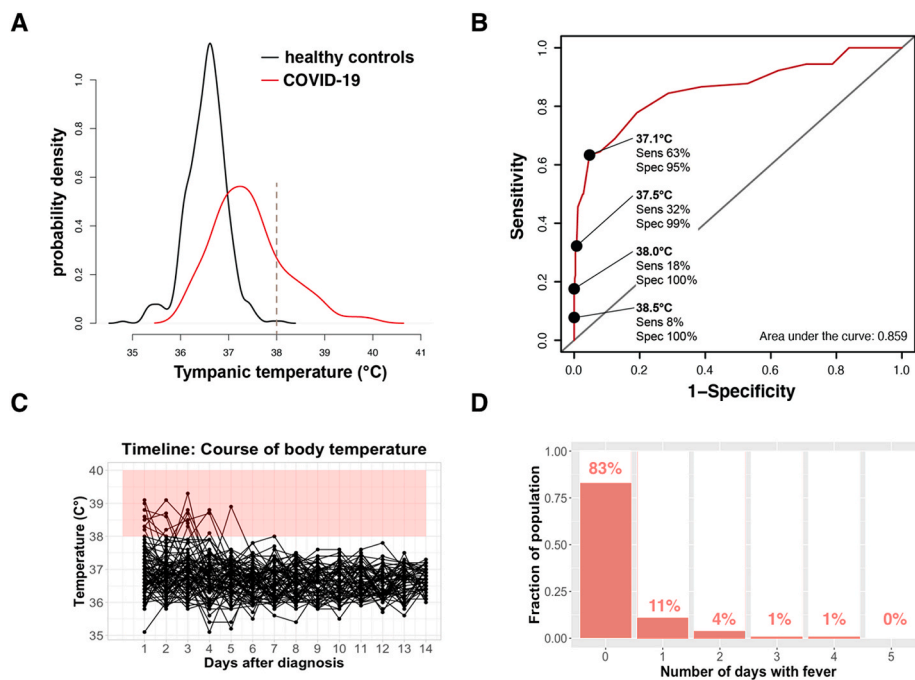 A
healthy controls
COVID-19
probability density
0.0
0.2
0.4
0.6
0.8
1.0
35
36
37
38
39
40
41
Tympanic temperature (°C)
B
Sensitivity
0.0
0.2
0.4
0.6
0.8
1.0
37.1°C
Sens 63%
Spec 95%
37.5°C
Sens 32%
Spec 99%
38.0°C
Sens 18%
Spec 100%
38.5°C
Sens 8%
Spec 100%
Area under the curve: 0.859
0.0
0.2
0.4
0.6
0.8
1.0
1–Specificity
C
Timeline: Course of body temperature
Temperature (C°)
40
39
38
37
36
35
1 2 3 4 5 6 7 8 9 10 11 12 13 14
Days after diagnosis
D
Fraction of population
1.00
0.75
0.50
0.25
0.00
83%
11%
4%
1%
1%
0%
0 1 2 3 4 5
Number of days with fever